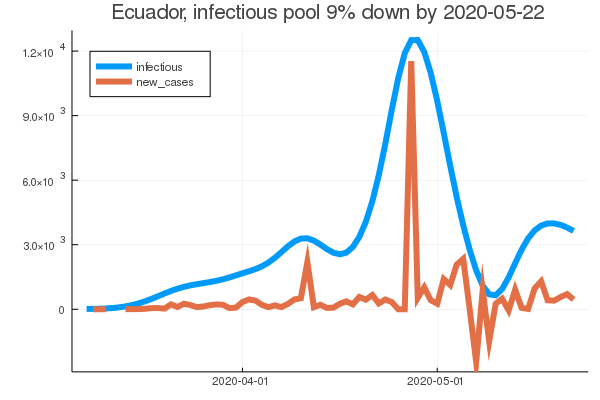 Ecuador, infectious pool 9% down by 2020-05-22
1.2×10⁴
infectious
new_cases
9.0×10³
6.0×10³
3.0×10³
0
2020-04-01 2020-05-01